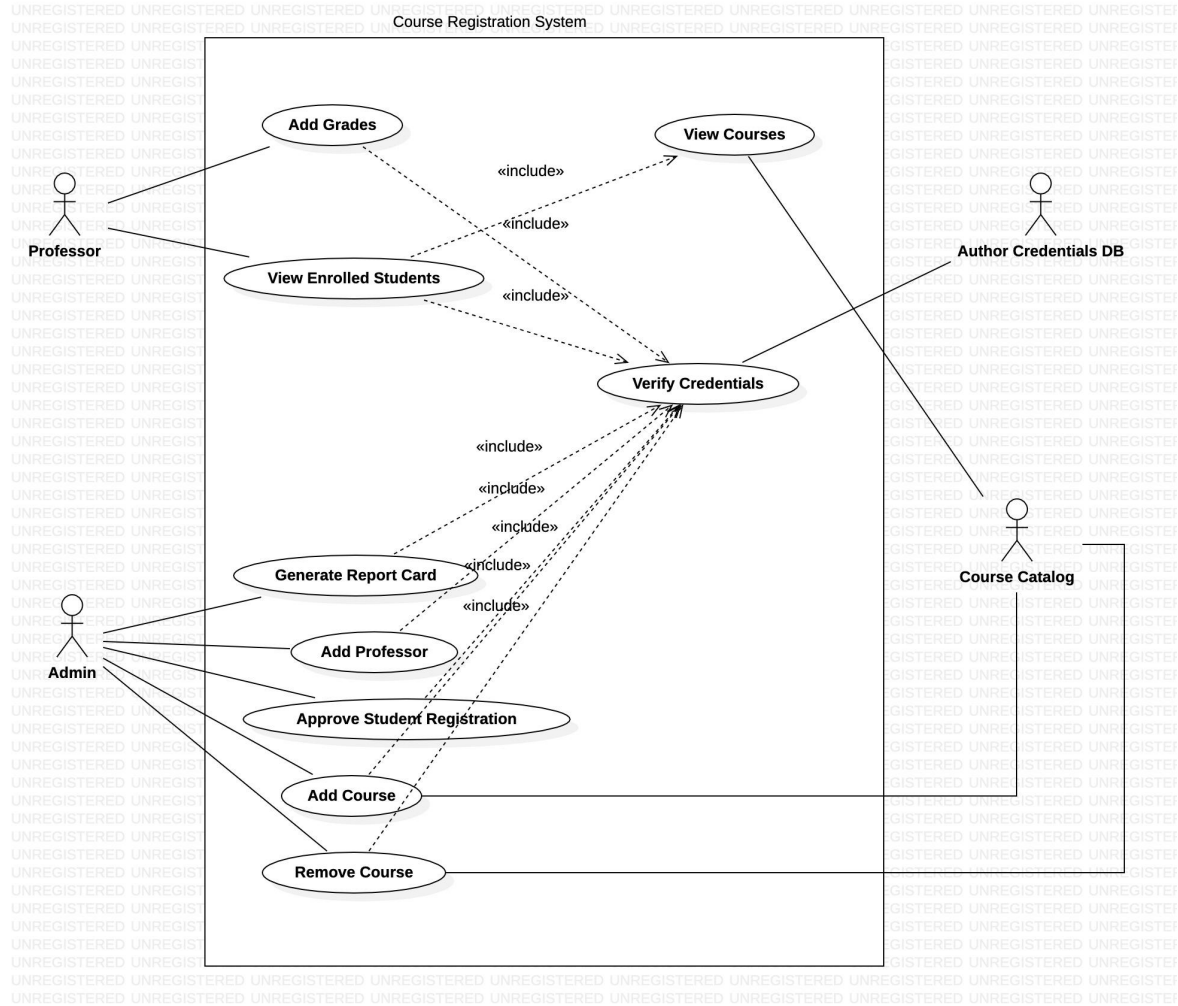 Course Registration System
Add Grades
View Courses
«include»
«include»
Professor
Author Credentials DB
View Enrolled Students
«include»
Verify Credentials
«include»
«include»
«include»
«include»
Generate Report Card
Course Catalog
«include»
Add Professor
Admin
Approve Student Registration
Add Course
Remove Course
UNREGISTERED